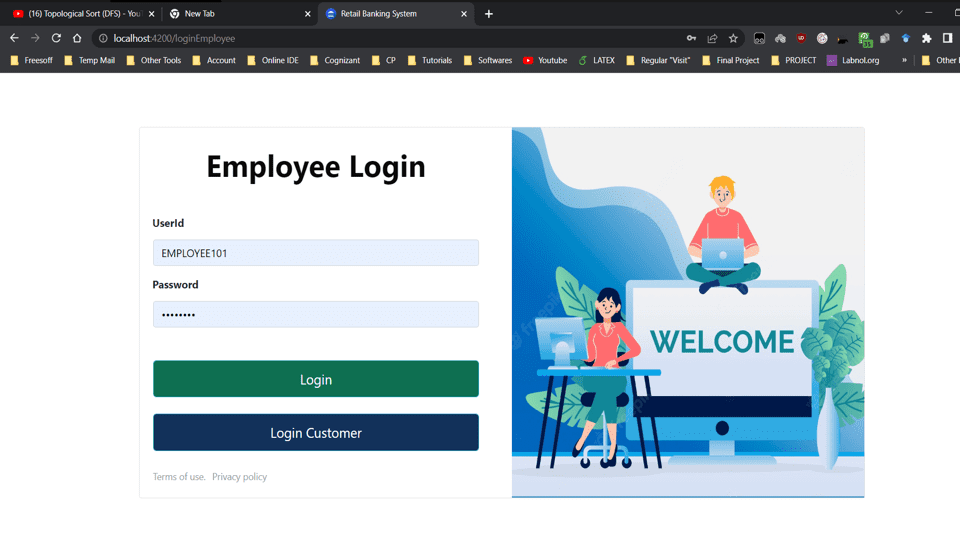 (16) Topological Sort (DFS) - You
New Tab
Retail Banking System
localhost:4200/loginEmployee
Freesoff
Temp Mail
Other Tools
Account
Online IDE
Cognizant
CP
Tutorials
Softwares
Youtube
LATEX
Regular "Visit"
Final Project
PROJECT
Labnol.org
»
Other
Employee Login
UserId
EMPLOYEE101
Password
••••••••
Login
Login Customer
Terms of use. Privacy policy
WELCOME